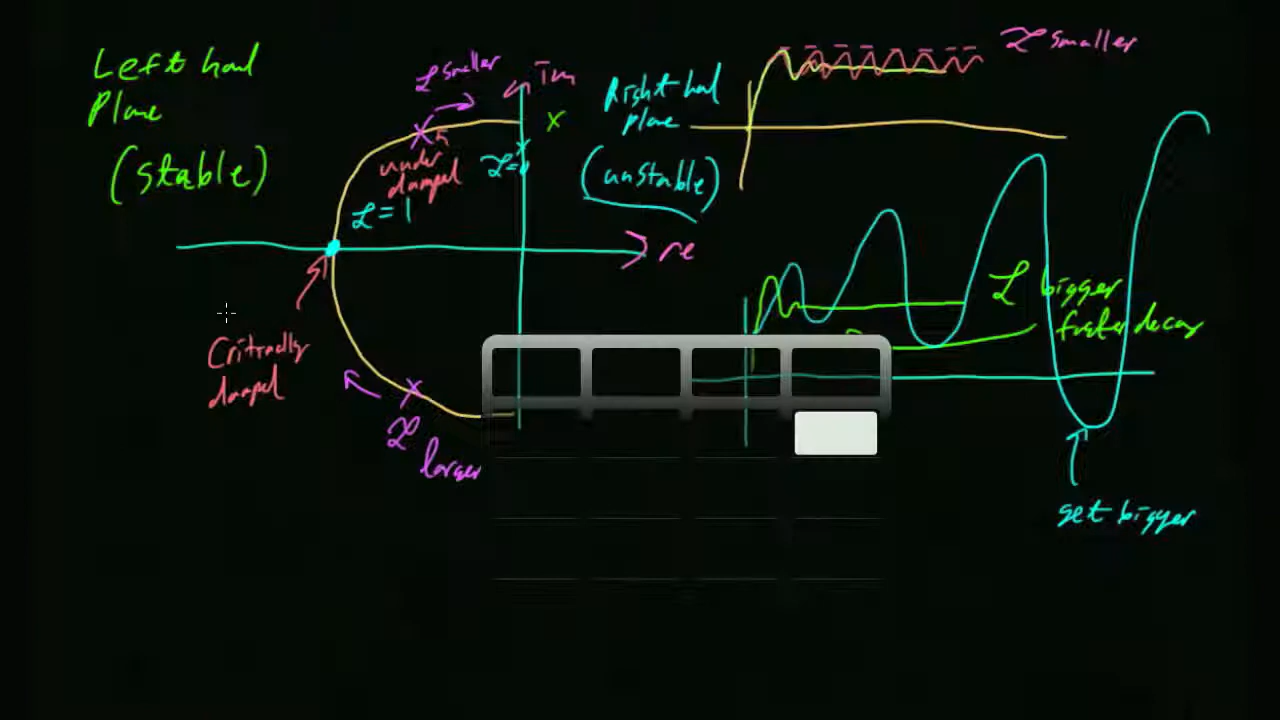 Left hand
Plane
(stable)
ζ smaller
Im
x
Right hand
plane
(unstable)
under
damped
ζ=0
ζ=1
re
Critically
damped
ζ
larger
ζ smaller
ζ bigger
faster decay
get bigger